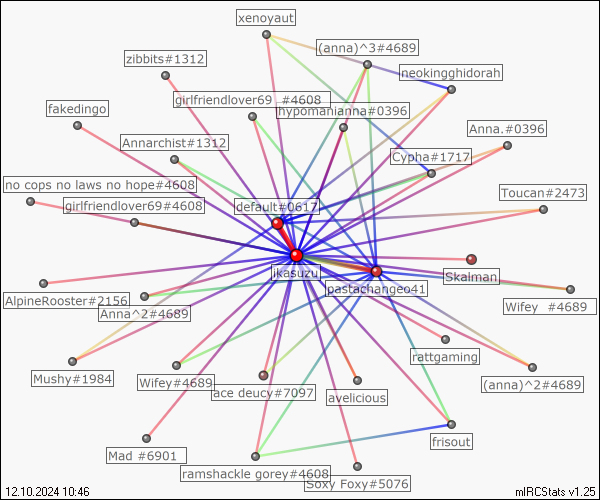 xenoyaut
(anna)^3#4689
zibbits#1312
neokingghidorah
girlfriendlover69 #4608
fakedingo
hypomanianna#0396
Anna.#0396
Annarchist#1312
Cypha#1717
no cops no laws no hope#4608
Toucan#2473
girlfriendlover69#4608
default#0617
jkasuzu
Skalman
pastachange41
AlpineRooster#2156
Wifey #4689
Anna^2#4689
rattgaming
Mushy#1984
Wifey#4689
(anna)^2#4689
ace deucy#7097
avelicious
frisout
Mad #6901
ramshackle gorey#4608
Soxy Foxy#5076
12.10.2024 10:46
mIRCStats v1.25